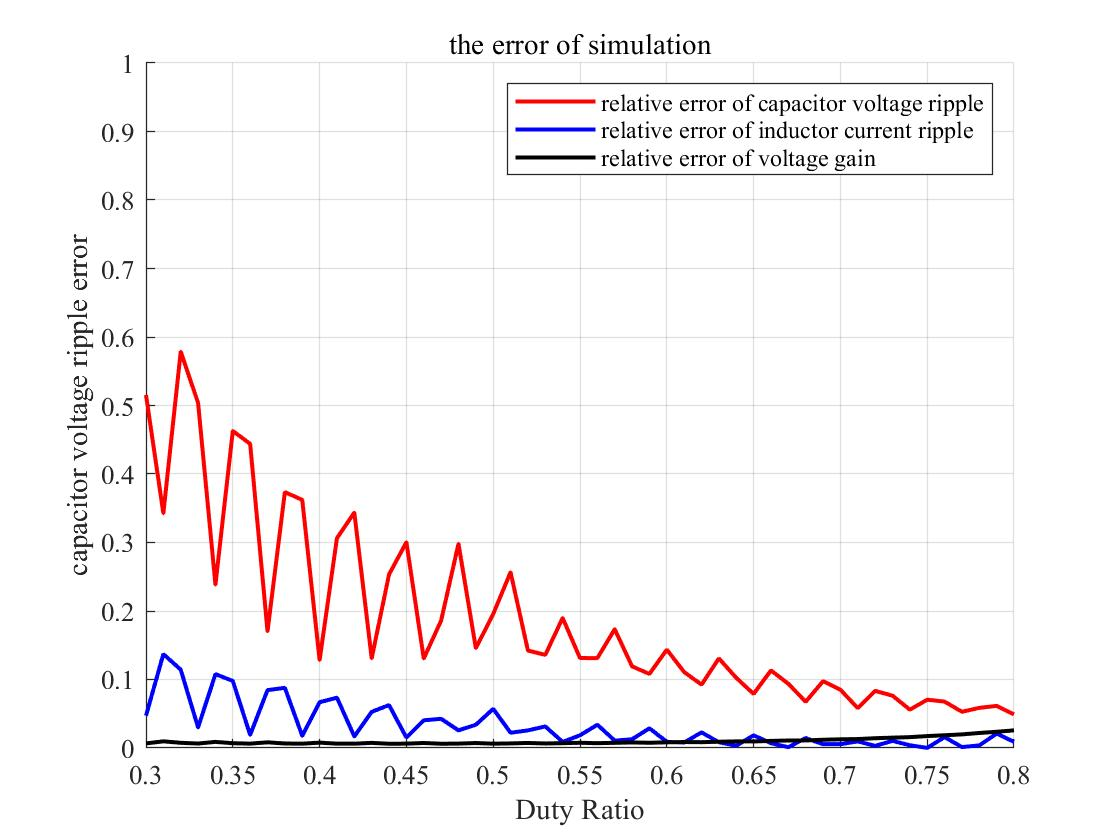 the error of simulation
relative error of capacitor voltage ripple
relative error of inductor current ripple
relative error of voltage gain
capacitor voltage ripple error
1
0.9
0.8
0.7
0.6
0.5
0.4
0.3
0.2
0.1
0
0.3 0.35 0.4 0.45 0.5 0.55 0.6 0.65 0.7 0.75 0.8
Duty Ratio